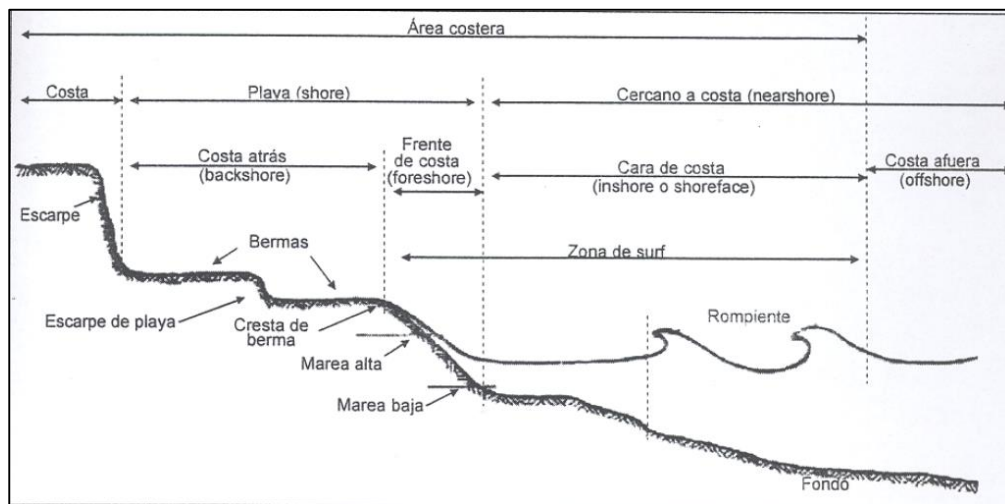 Área costera
Costa
Playa (shore)
Cercano a costa (nearshore)
Costa atrás
(backshore)
Frente
de costa
(foreshore)
Cara de costa
(inshore o shoreface)
Costa afuera
(offshore)
Escarpe
Bermas
Zona de surf
Escarpe de playa
Cresta de
berma
Rompiente
Marea alta
Marea baja
Fondo